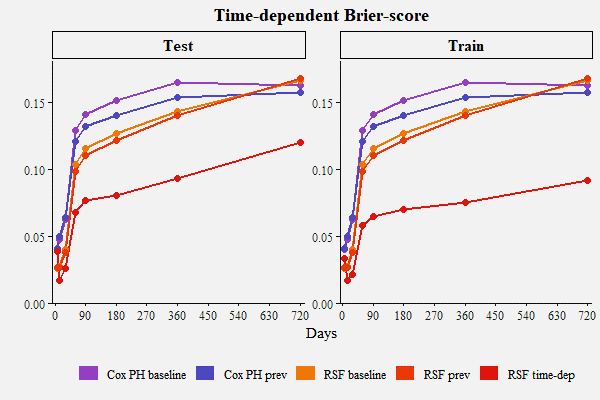 Time-dependent Brier-score
Test
Train
0.15
0.10
0.05
0.00
0 90 180 270 360 450 540 630 720
0.15
0.10
0.05
0.00
0 90 180 270 360 450 540 630 720
Days
Cox PH baseline Cox PH prev RSF baseline RSF prev RSF time-dep